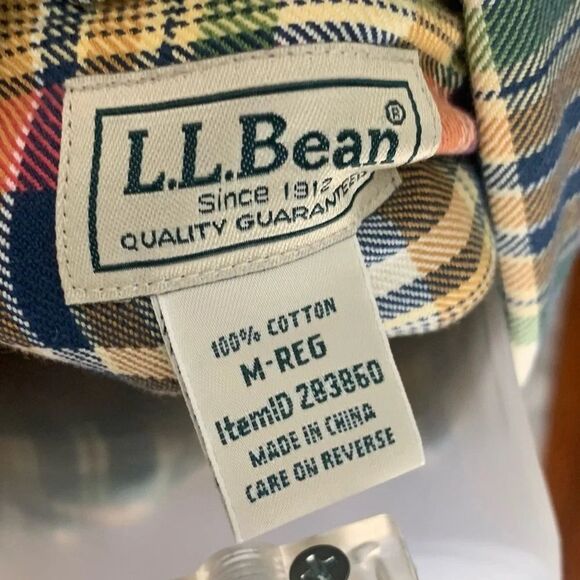 L.L.Bean®
Since 1912
QUALITY GUARANTEED
100% COTTON
M-REG
ItemID 283860
MADE IN CHINA
CARE ON REVERSE